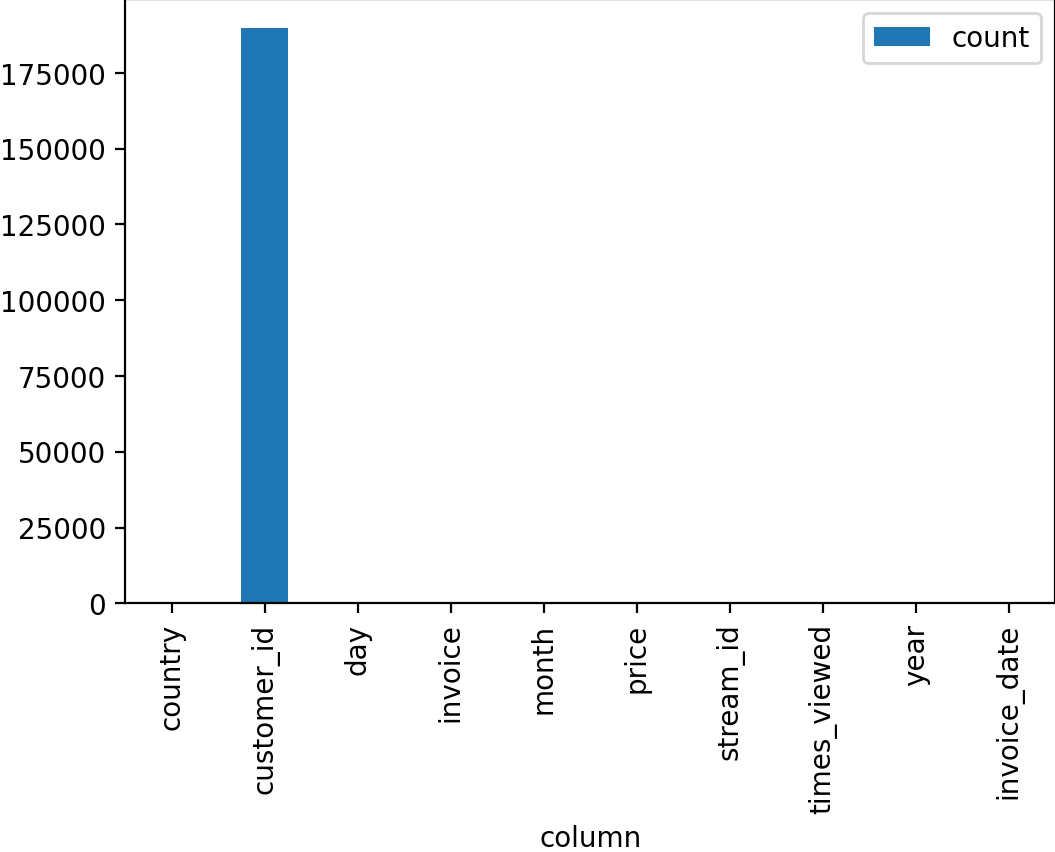 count
175000
150000
125000
100000
75000
50000
25000
0
country
customer_id
day
invoice
month
price
stream_id
times_viewed
year
invoice_date
column